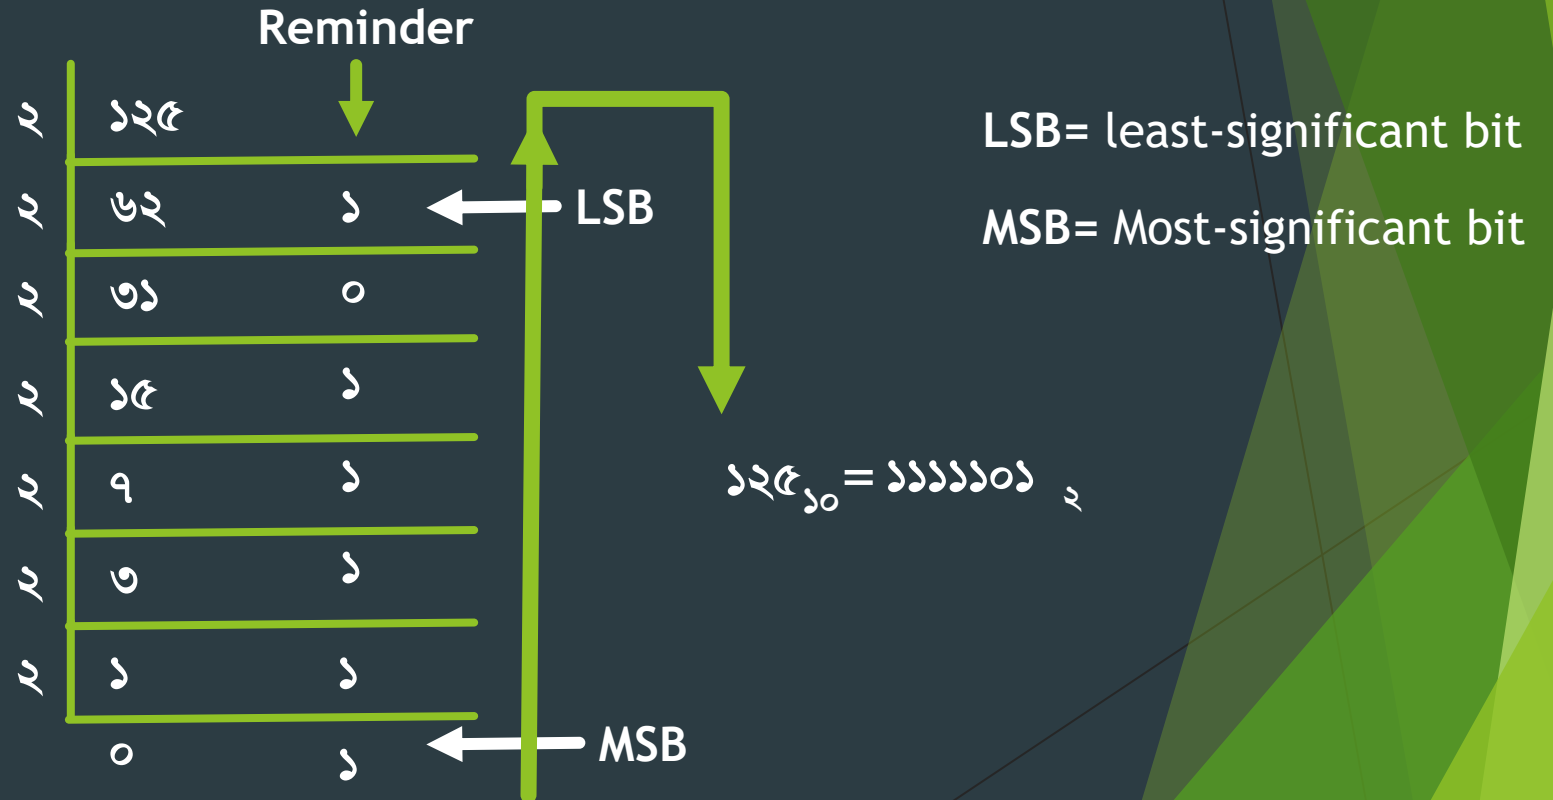 Reminder
২ ১২৫
LSB= least-significant bit
২ ৬২ ১ LSB
MSB= Most-significant bit
২ ৩১ ০
২ ১৫ ১
২ ৭ ১
১২৫১০ = ১১১১১০১ ২
২ ৩ ১
২ ১ ১
০ ১ MSB